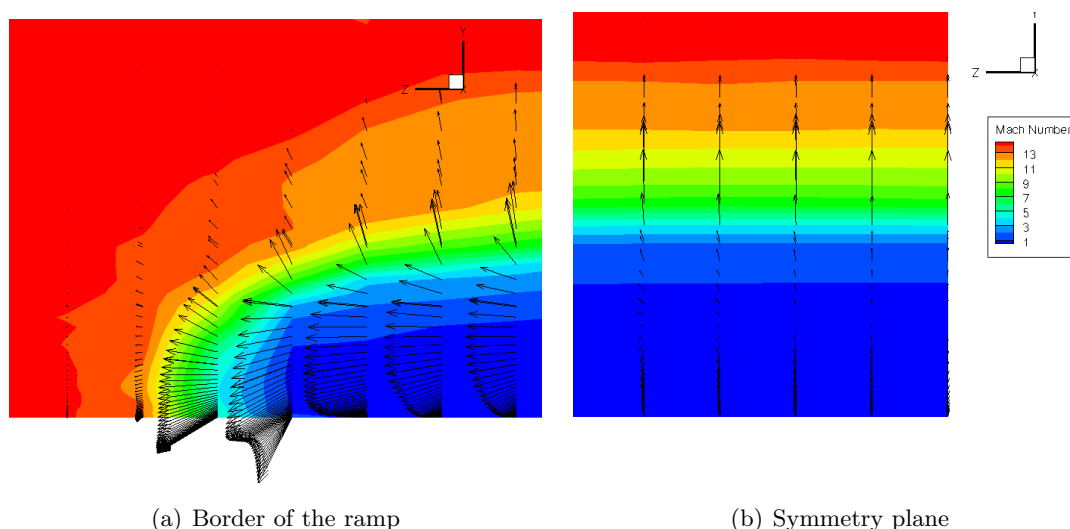 Y
Z
X
Z
X
Mach Number
13
11
9
7
5
3
1
(a) Border of the ramp
(b) Symmetry plane